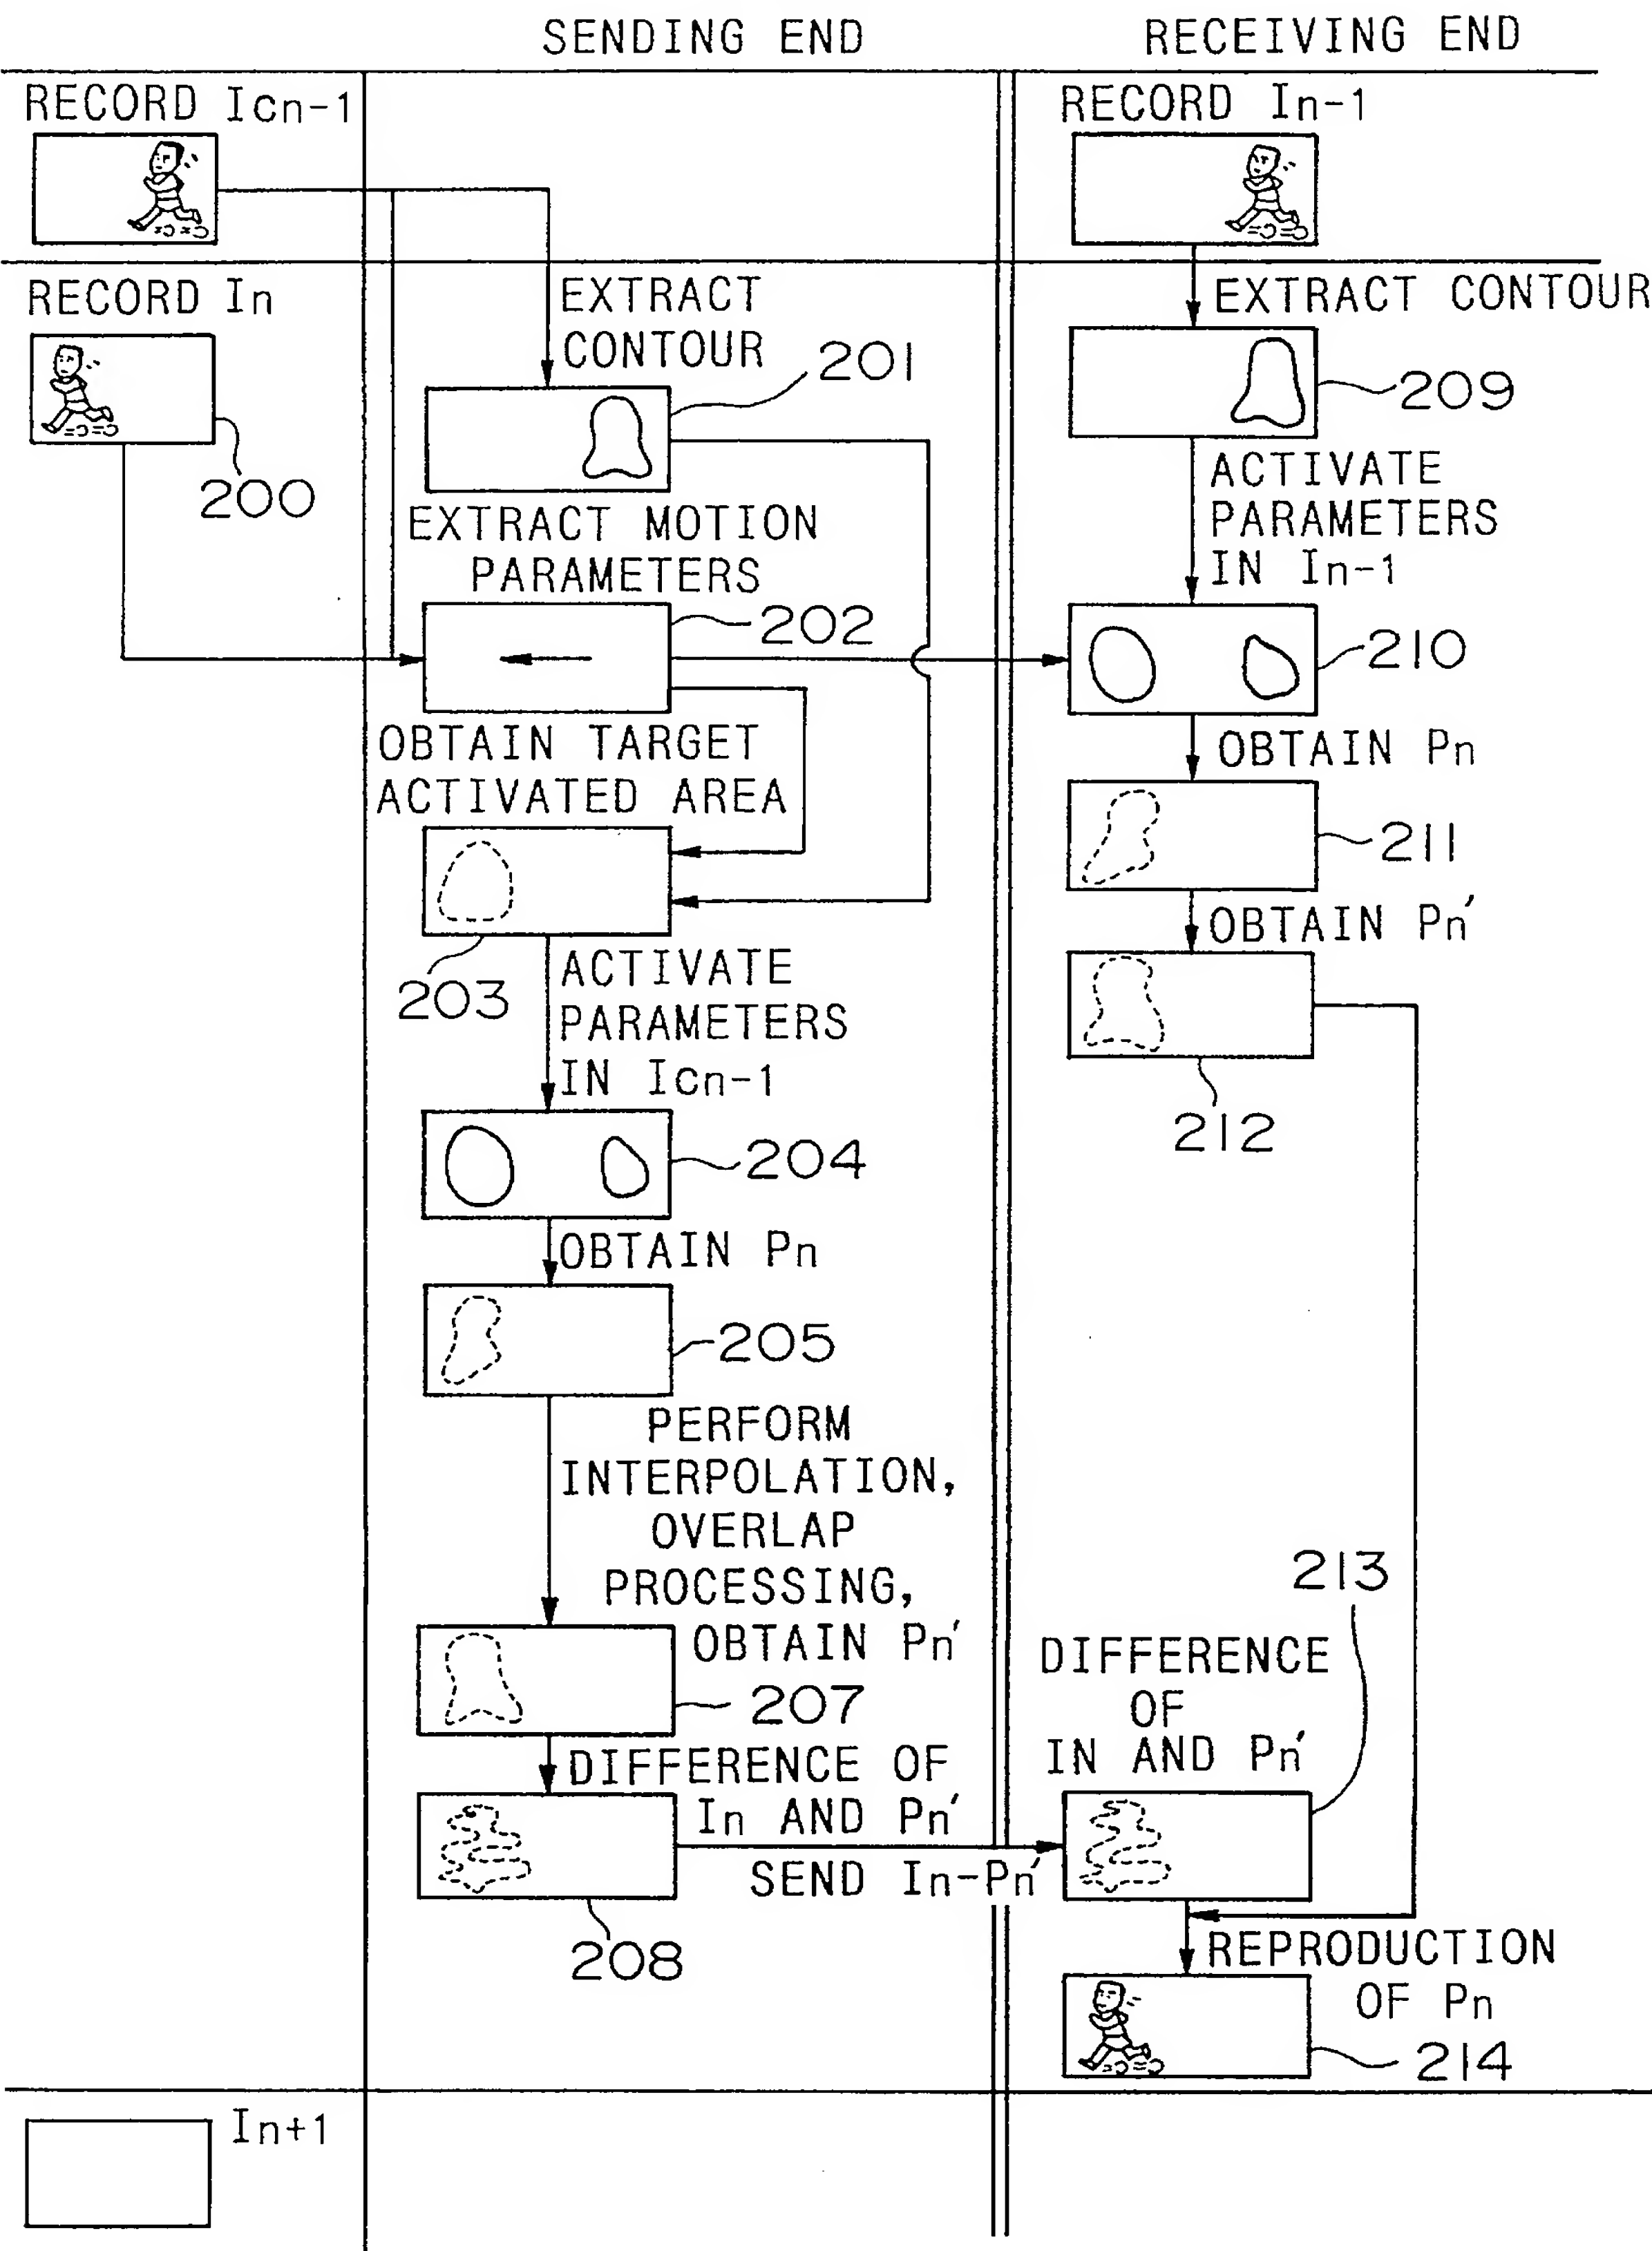 SENDING END
RECEIVING END
RECORD Icn-1
RECORD In-1
RECORD In
200
EXTRACT
CONTOUR
201
EXTRACT MOTION
PARAMETERS
202
OBTAIN TARGET
ACTIVATED AREA
203
ACTIVATE
PARAMETERS
IN Icn-1
204
OBTAIN Pn
205
PERFORM
INTERPOLATION,
OVERLAP
PROCESSING,
OBTAIN Pn'
207
DIFFERENCE OF
In AND Pn'
SEND In-Pn'
208
EXTRACT CONTOUR
209
ACTIVATE
PARAMETERS
IN In-1
210
OBTAIN Pn
211
OBTAIN Pn'
212
213
DIFFERENCE
OF
IN AND Pn'
REPRODUCTION
OF Pn
214
In+1